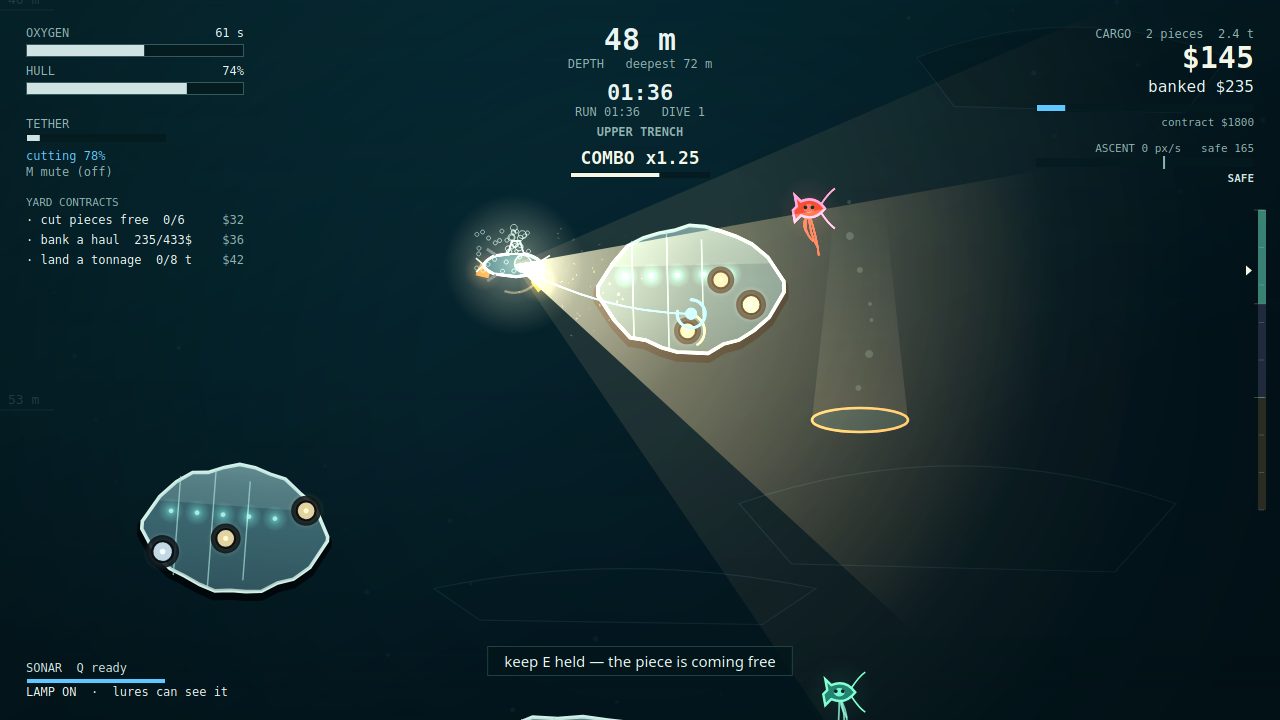 48 m
OXYGEN 61 s
HULL 74%
TETHER
cutting 78%
M mute (off)
YARD CONTRACTS
· cut pieces free 0/6 $32
· bank a haul 235/433$ $36
· land a tonnage 0/8 t $42
48 m
DEPTH deepest 72 m
01:36
RUN 01:36 DIVE 1
UPPER TRENCH
COMBO x1.25
CARGO 2 pieces 2.4 t
$145
banked $235
contract $1800
ASCENT 0 px/s safe 165
SAFE
53 m
keep E held — the piece is coming free
SONAR Q ready
LAMP ON · lures can see it